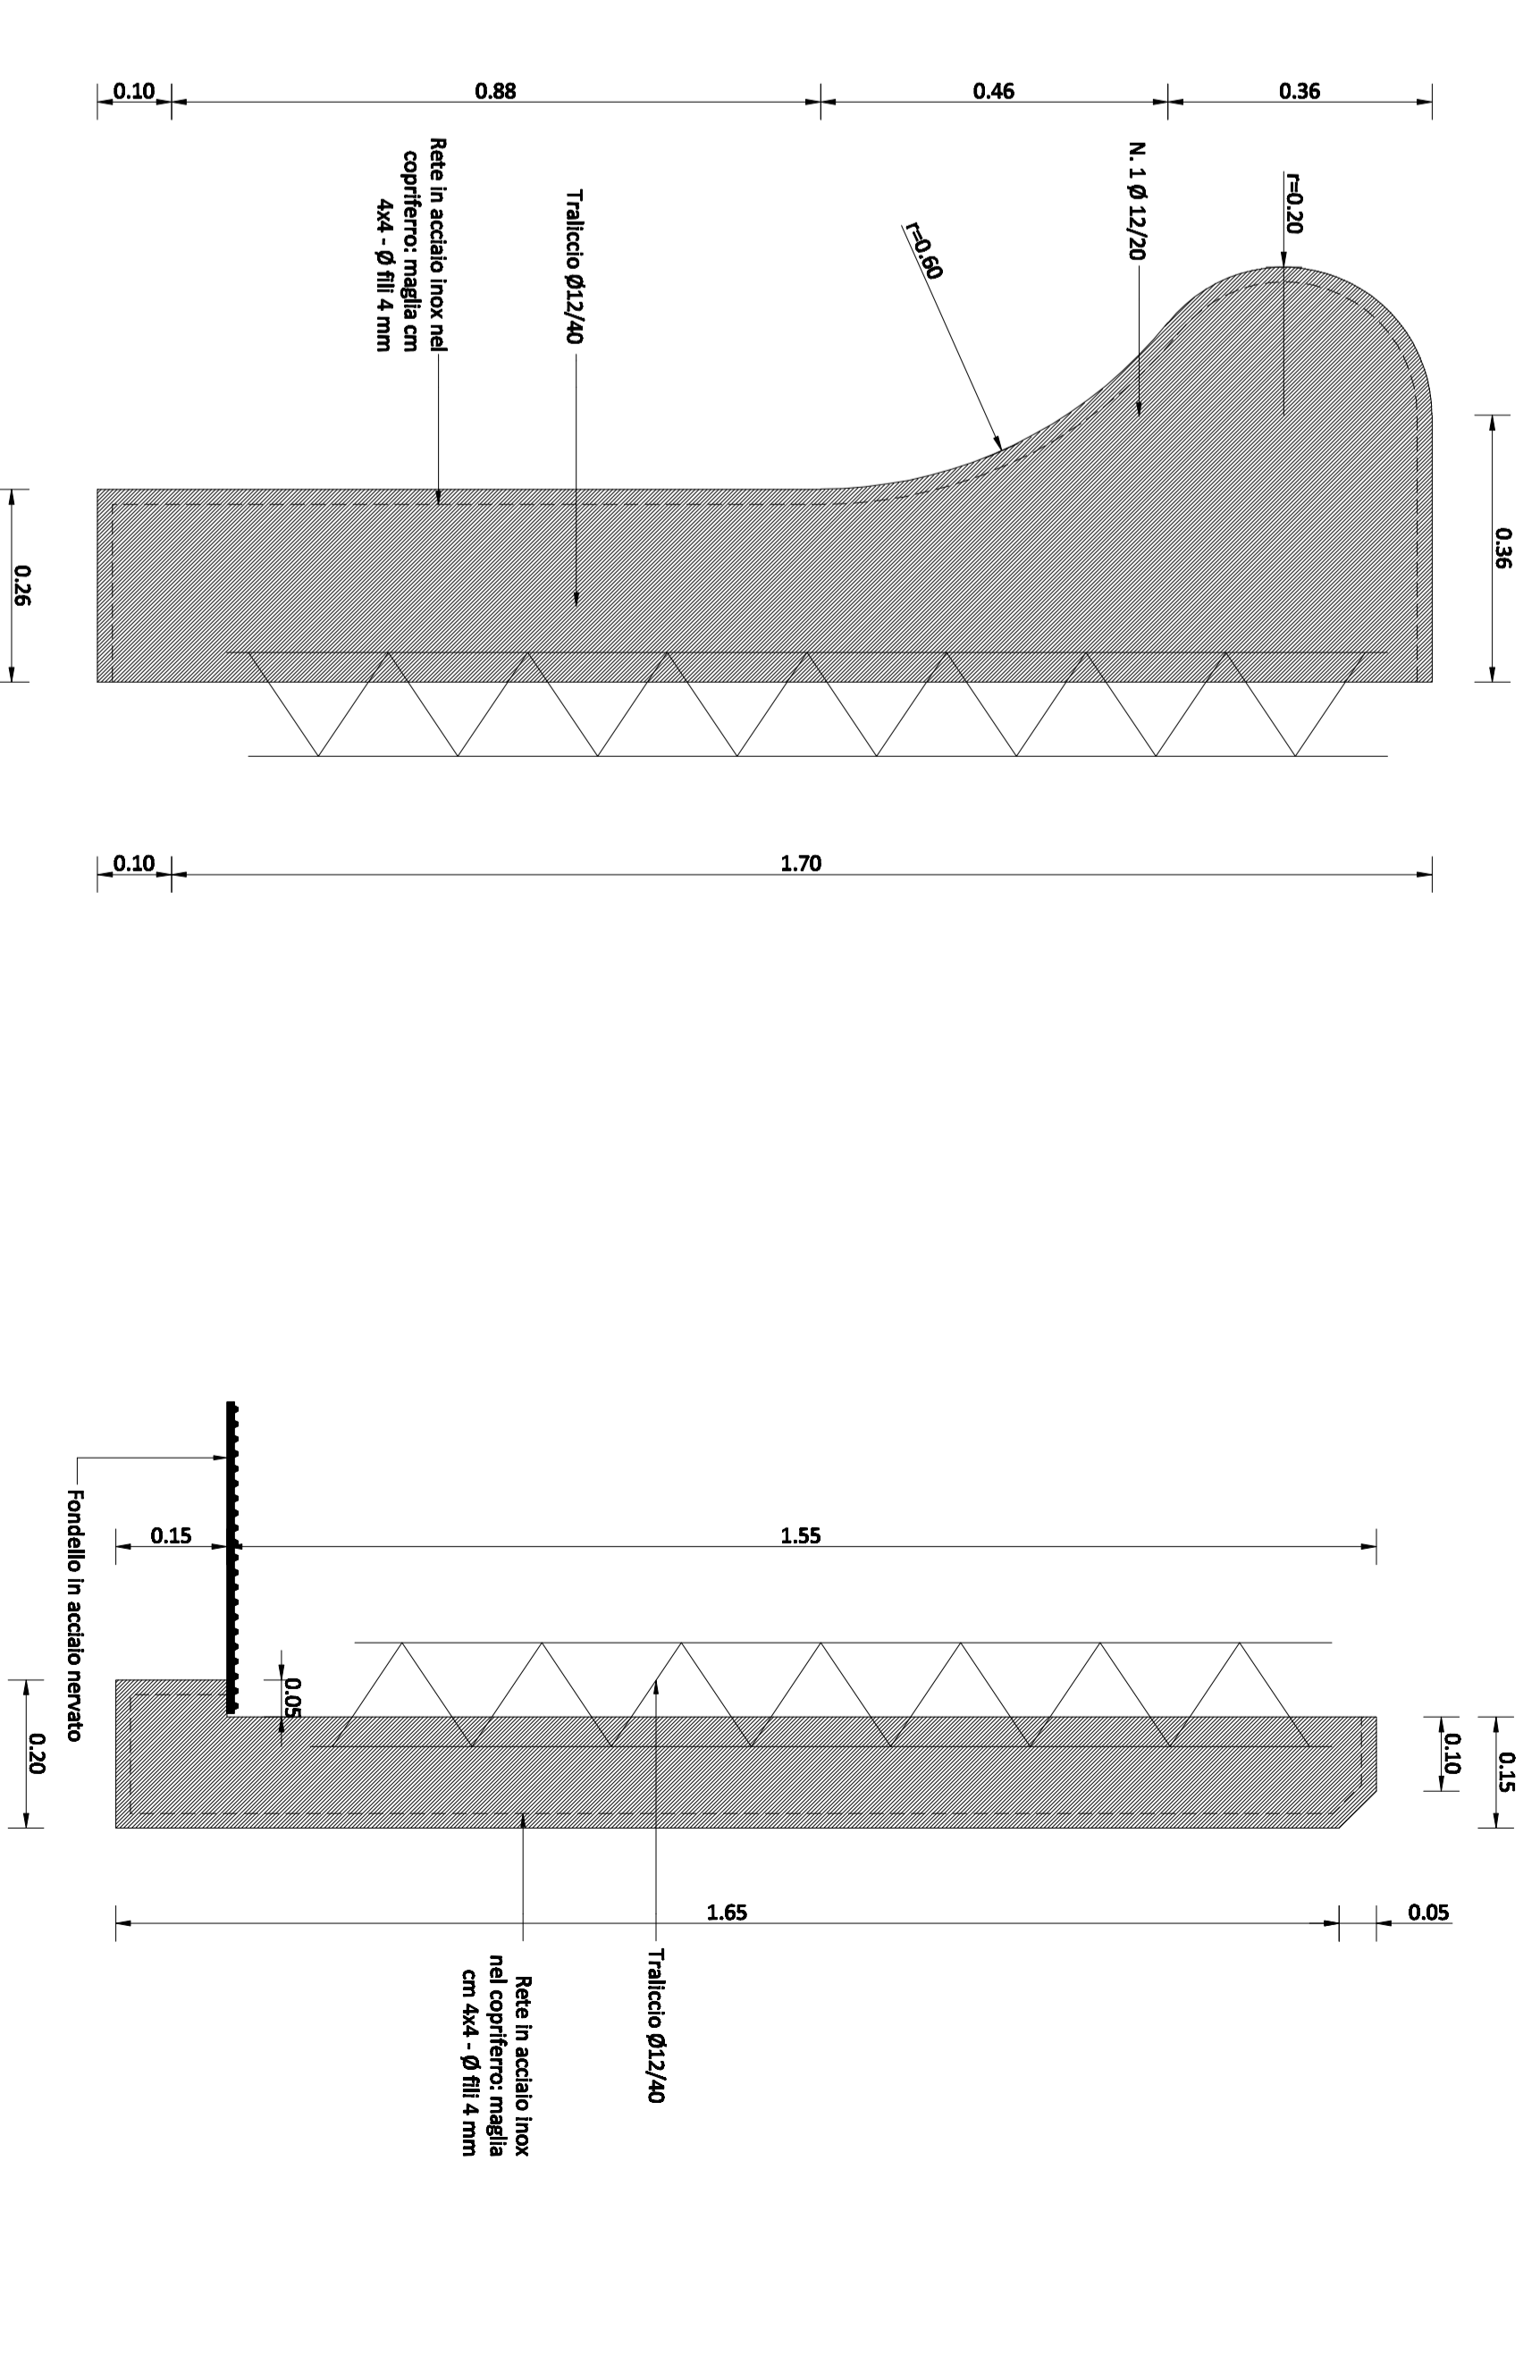 0.10
0.88
0.46
0.36
Rete in acciaio inox nel
copriferro: maglia cm
4x4 - Ø fili 4 mm
Traliccio Ø12/40
N. 1 Ø 12/20
r=0.20
r=0.60
0.36
0.26
0.10
1.70
Fondello in acciaio nervato
0.15
1.55
0.05
0.20
0.10
0.15
1.65
0.05
Traliccio Ø12/40
Rete in acciaio inox
nel copriferro: maglia
cm 4x4 - Ø fili 4 mm